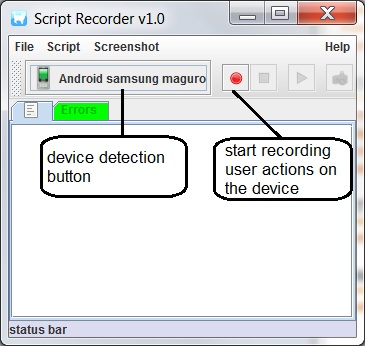 Script Recorder v1.0
File Script Screenshot Help
Android samsung maguro
Errors
device detection
button
start recording
user actions on
the device
status bar